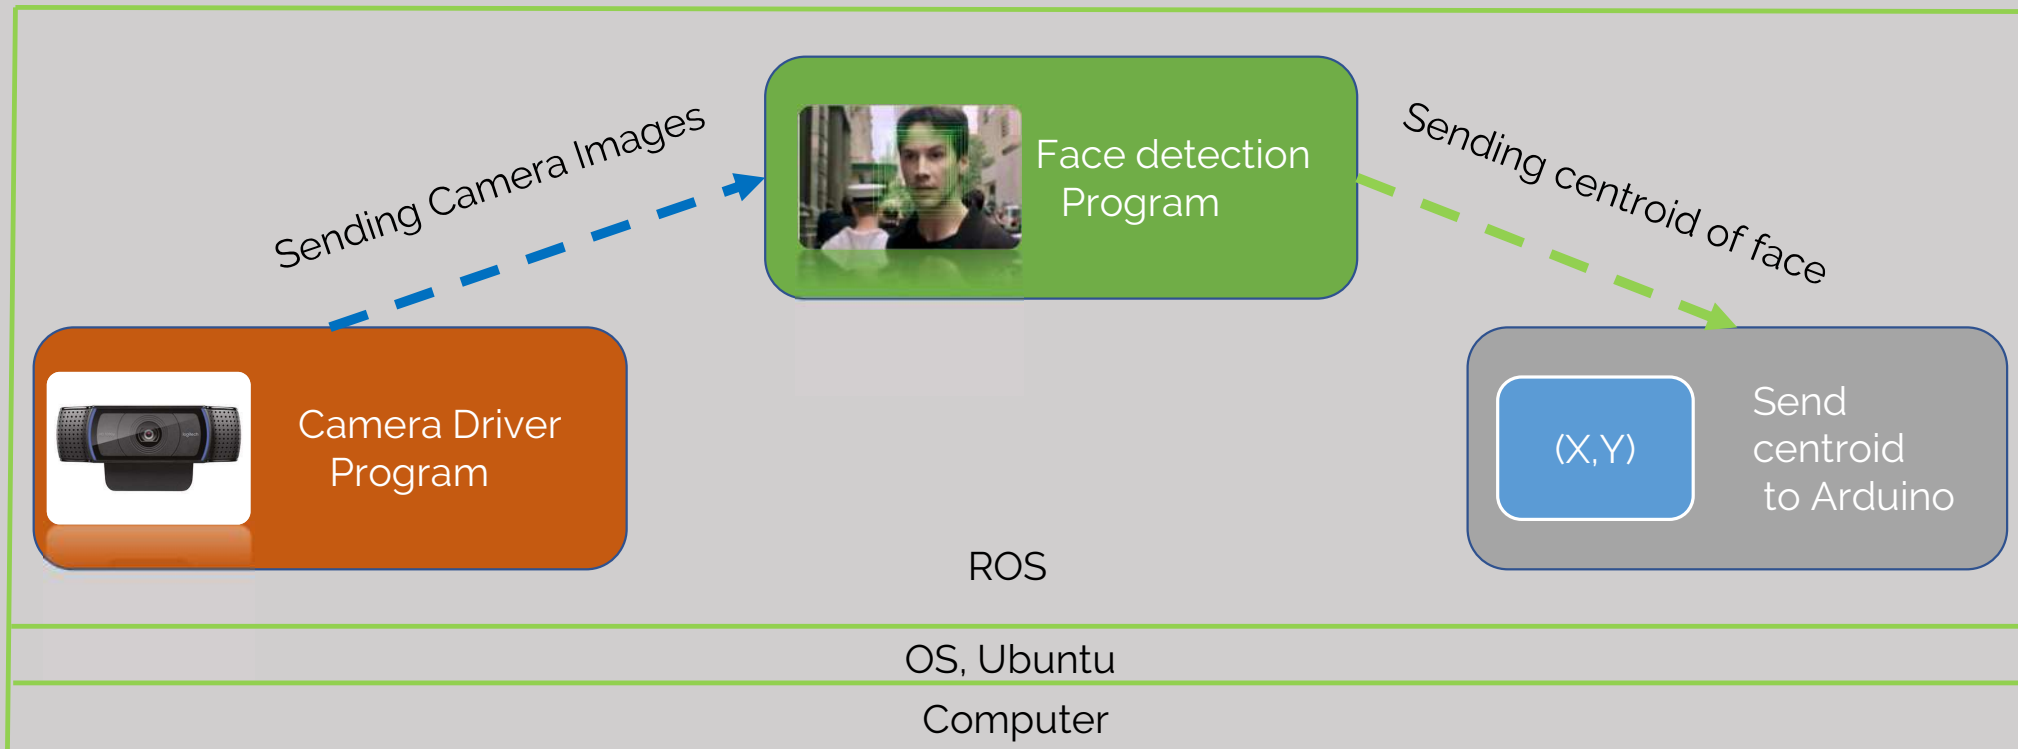 Sending Camera Images
Face detection
Program
Sending centroid of face
Camera Driver
Program
(X,Y)
Send
centroid
to Arduino
ROS
OS, Ubuntu
Computer